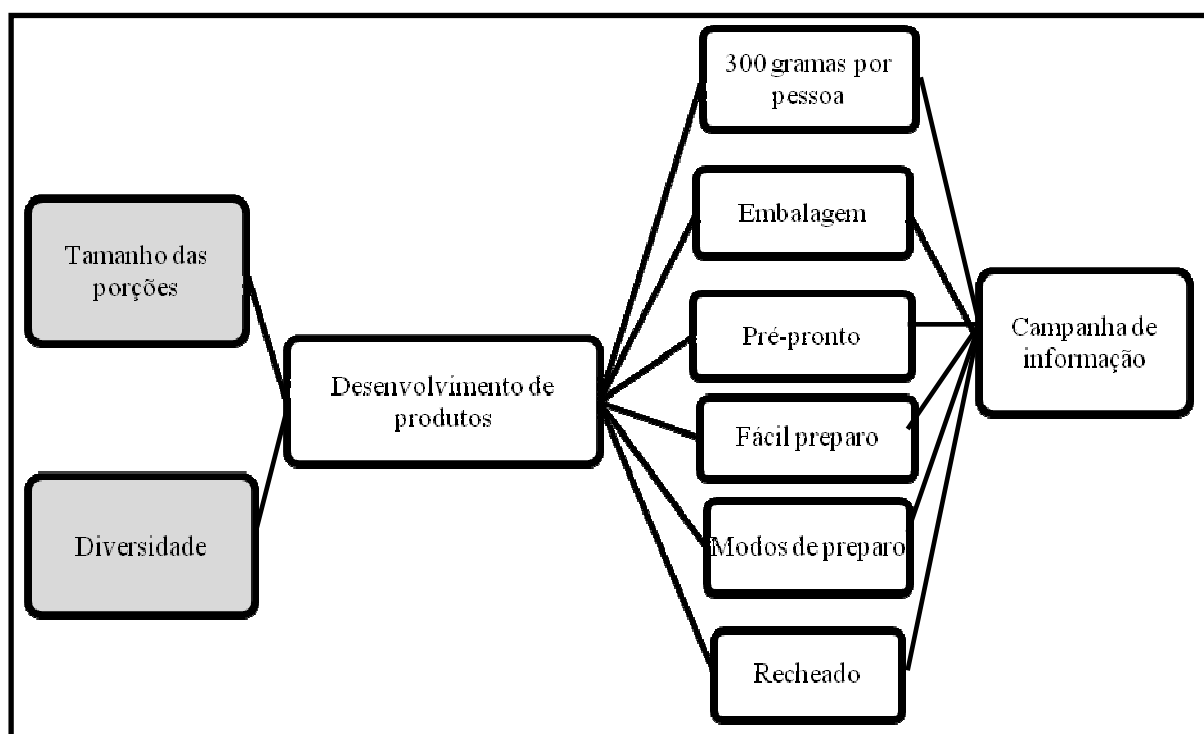 Tamanho das
porções
Diversidade
Desenvolvimento de
produtos
300 gramas por
pessoa
Embalagem
Pré-pronto
Fácil preparo
Modos de preparo
Recheado
Campanha de
informação